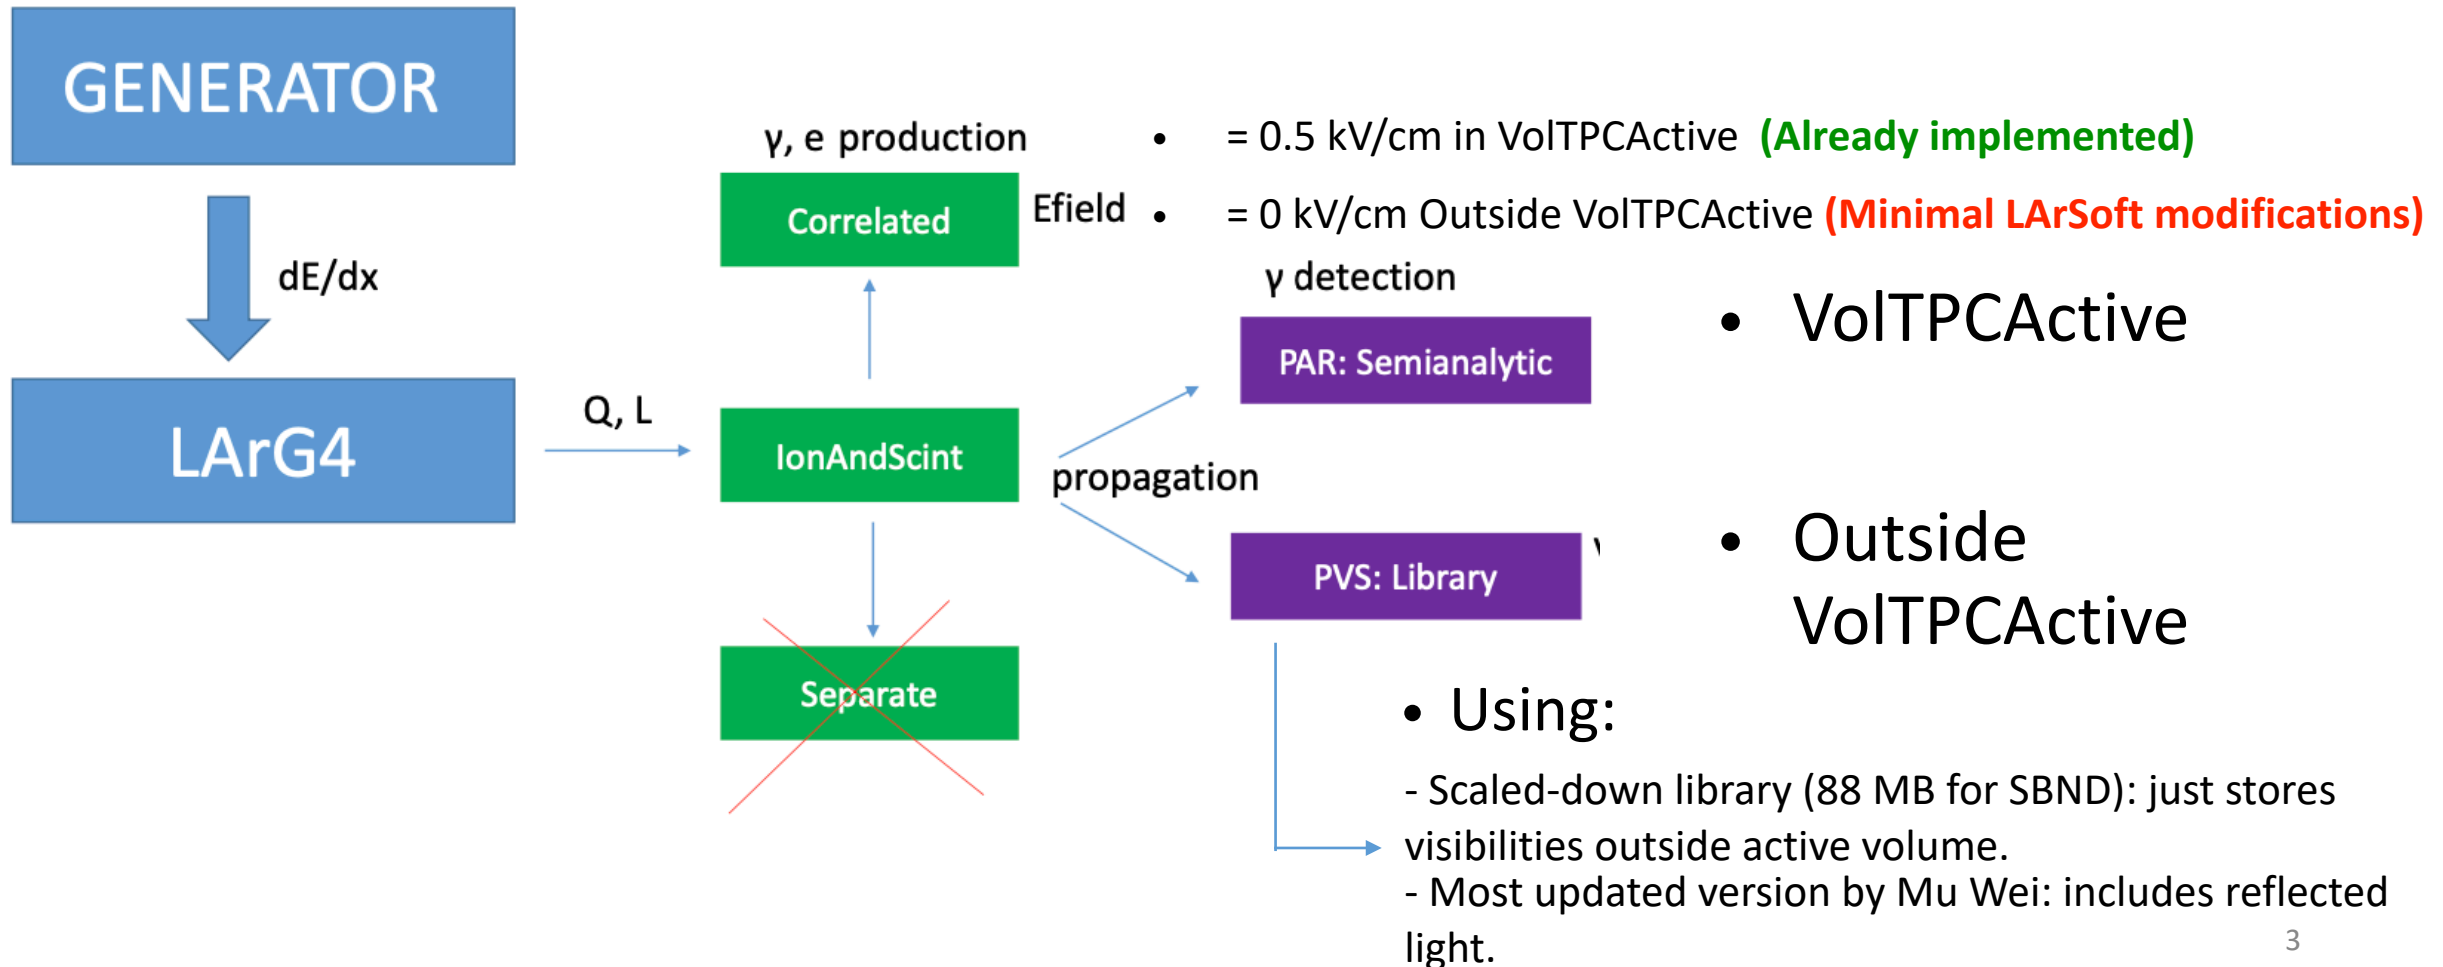 GENERATOR
dE/dx
LArG4
Q, L
γ, e production
Correlated
Efield
• = 0.5 kV/cm in VolTPCActive (Already implemented)
• = 0 kV/cm Outside VolTPCActive (Minimal LArSoft modifications)
IonAndScint
propagation
Separate
γ detection
PAR: Semianalytic
• VolTPCActive
PVS: Library
• Outside
VolTPCActive
• Using:
- Scaled-down library (88 MB for SBND): just stores
visibilities outside active volume.
- Most updated version by Mu Wei: includes reflected
light.
3